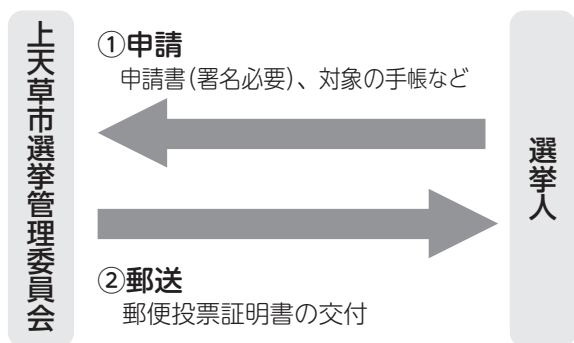 上天草市選挙管理委員会
①申請
申請書(署名必要)、対象の手帳など
選挙人
②郵送
郵便投票証明書の交付